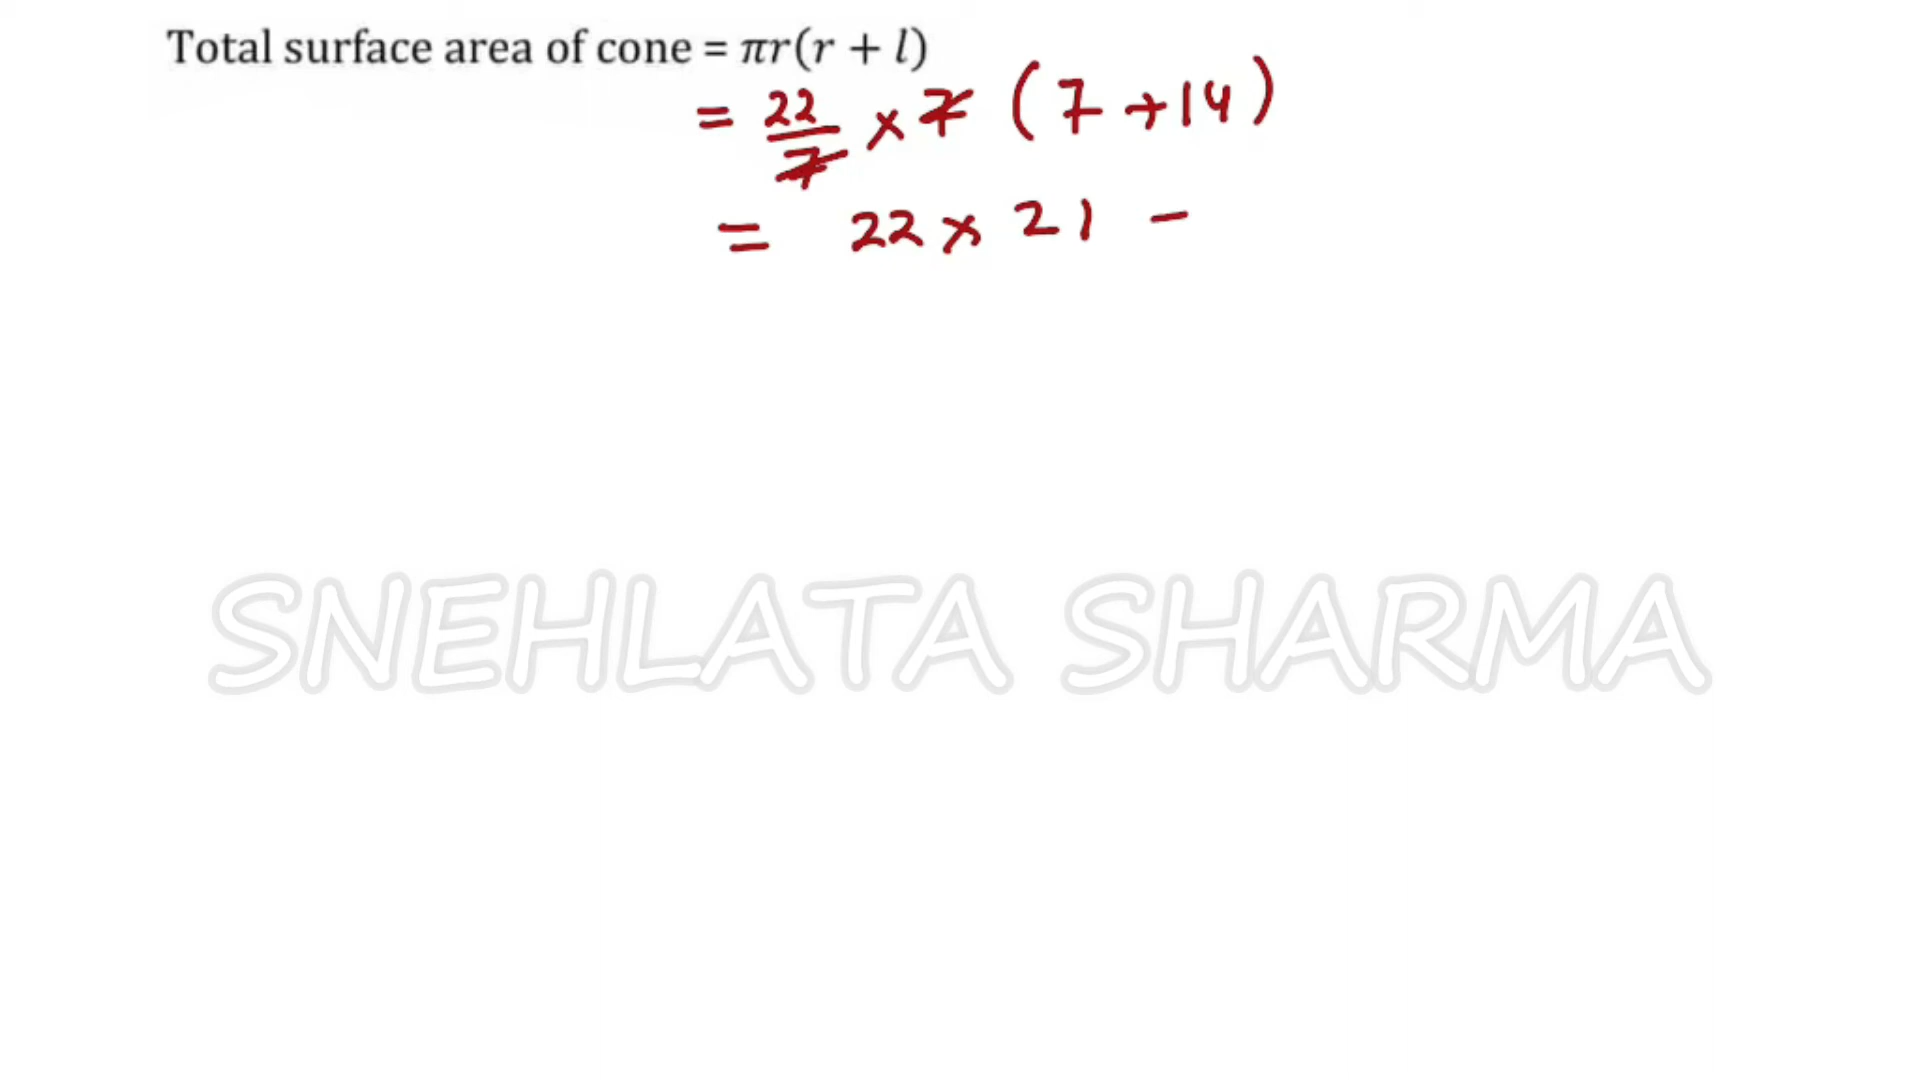 Total surface area of cone = πr(r + l)
= 22/7 × 7 (7 + 14)
= 22 × 21 -
SNEHLATA SHARMA